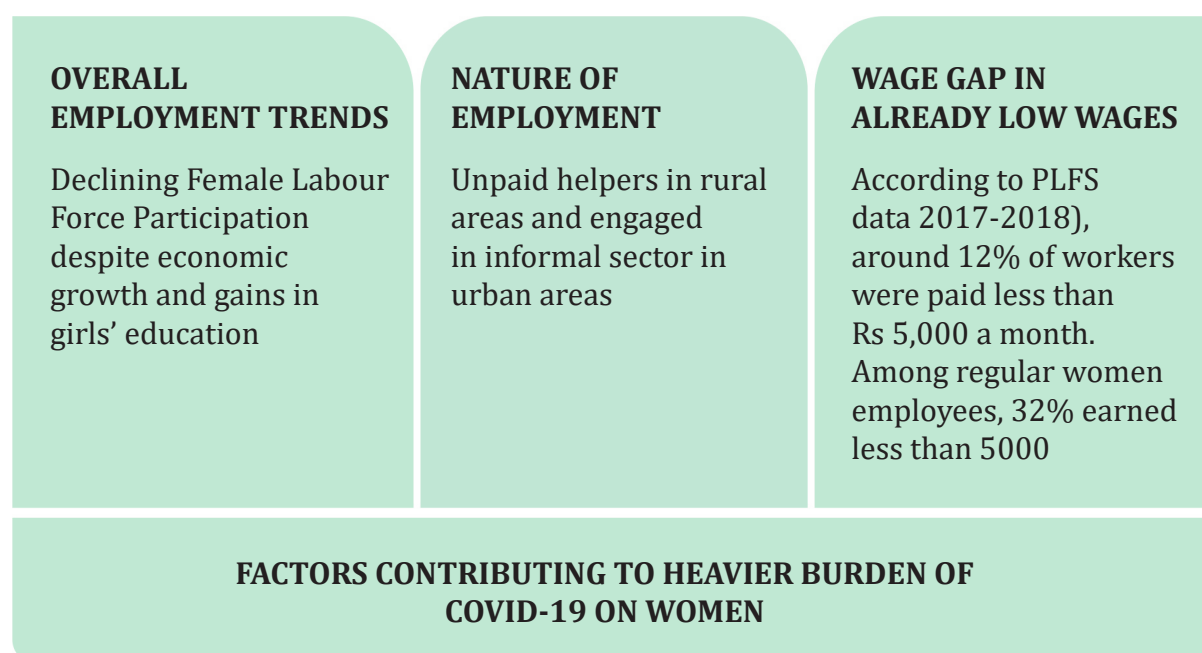 OVERALL
EMPLOYMENT TRENDS
Declining Female Labour
Force Participation
despite economic
growth and gains in
girls’ education
NATURE OF
EMPLOYMENT
Unpaid helpers in rural
areas and engaged
in informal sector in
urban areas
WAGE GAP IN
ALREADY LOW WAGES
According to PLFS
data 2017-2018),
around 12% of workers
were paid less than
Rs 5,000 a month.
Among regular women
employees, 32% earned
less than 5000
FACTORS CONTRIBUTING TO HEAVIER BURDEN OF
COVID-19 ON WOMEN